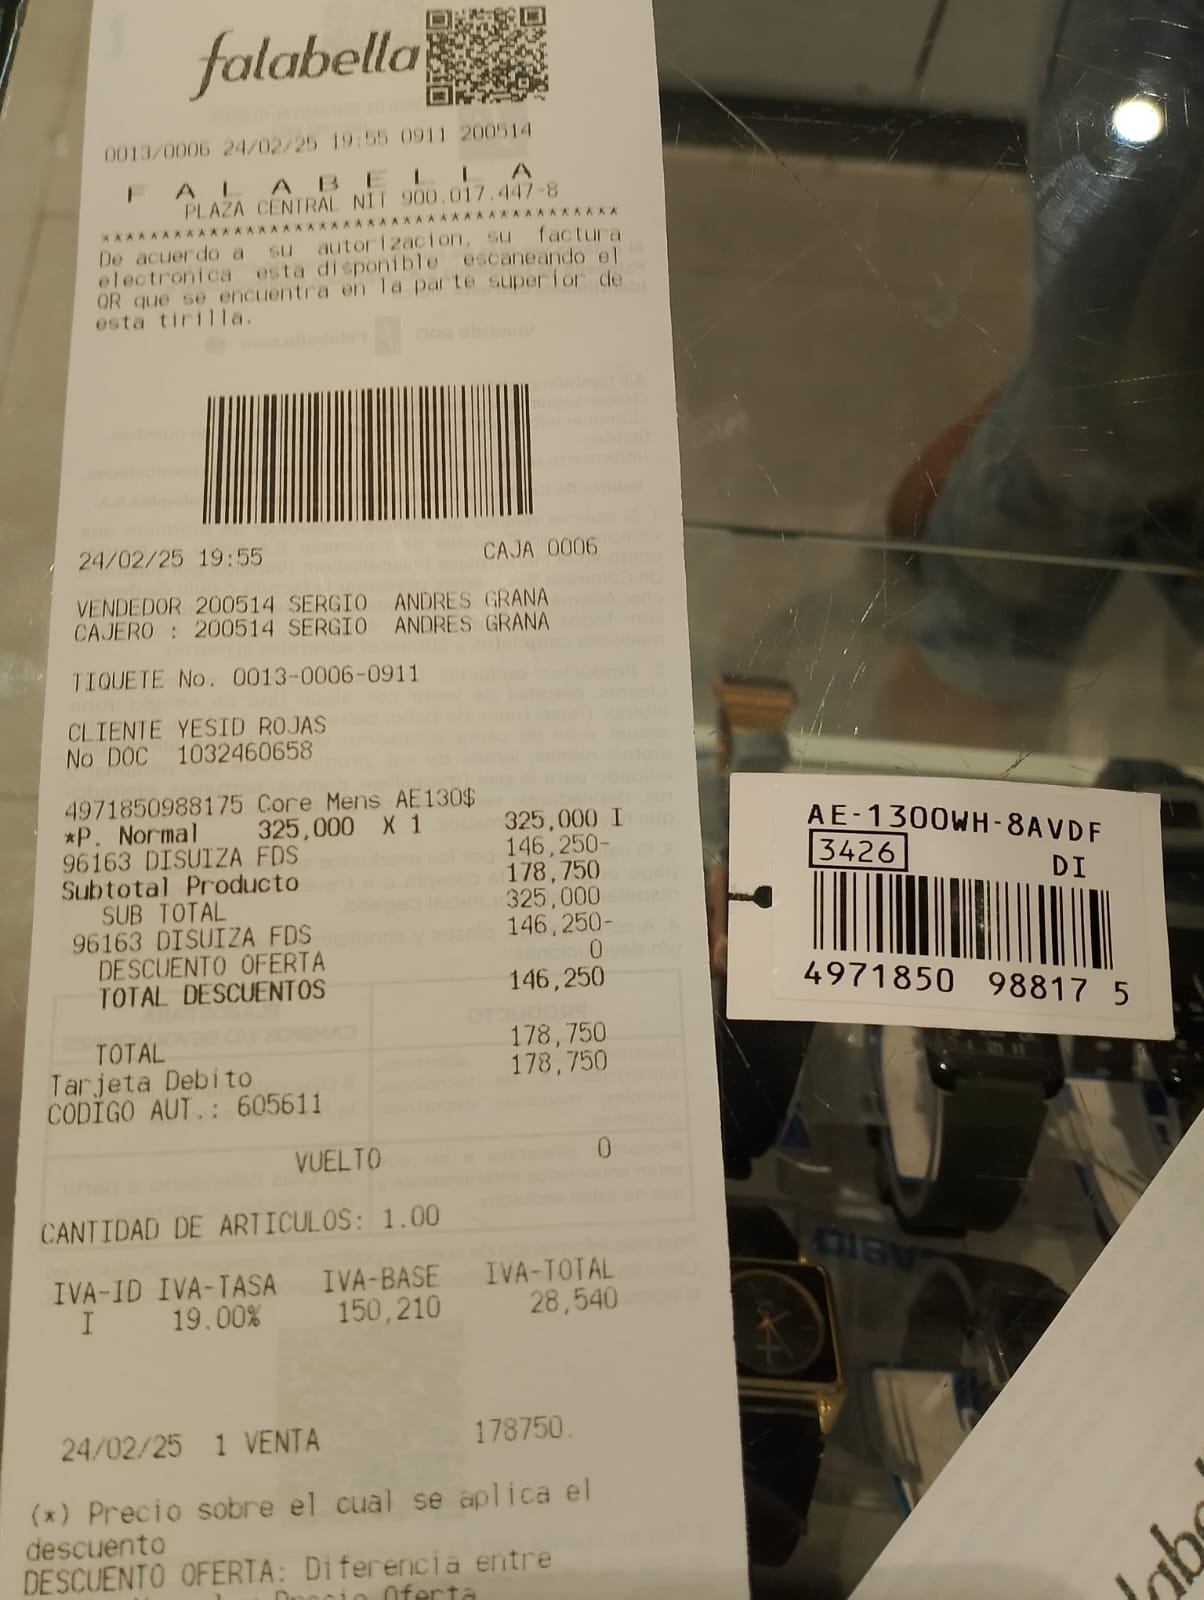 falabella
0013/0006 24/02/25 19:55 0911 200514
F A L A B E L L A
PLAZA CENTRAL NIT 900.017.447-8
****************************************
De acuerdo a su autorizacion, su factura
electronica esta disponible escaneando el
QR que se encuentra en la parte superior de
esta tirilla.
24/02/25 19:55 CAJA 0006
VENDEDOR 200514 SERGIO ANDRES GRANA
CAJERO : 200514 SERGIO ANDRES GRANA
TIQUETE No. 0013-0006-0911
CLIENTE YESID ROJAS
No DOC 1032460658
4971850988175 Core Mens AE130$
*P. Normal 325,000 X 1 325,000 I
96163 DISUIZA FDS 146,250-
Subtotal Producto 178,750
SUB TOTAL 325,000
96163 DISUIZA FDS 146,250-
DESCUENTO OFERTA 0
TOTAL DESCUENTOS 146,250
TOTAL 178,750
Tarjeta Debito 178,750
CODIGO AUT.: 605611
VUELTO 0
CANTIDAD DE ARTICULOS: 1.00
IVA-ID IVA-TASA IVA-BASE IVA-TOTAL
I 19.00% 150,210 28,540
24/02/25 1 VENTA 178750.
(*) Precio sobre el cual se aplica el
descuento
DESCUENTO OFERTA: Diferencia entre
Precio Oferta
AE-1300WH-8AVDF
3426 DI
4971850 98817 5
CASIO